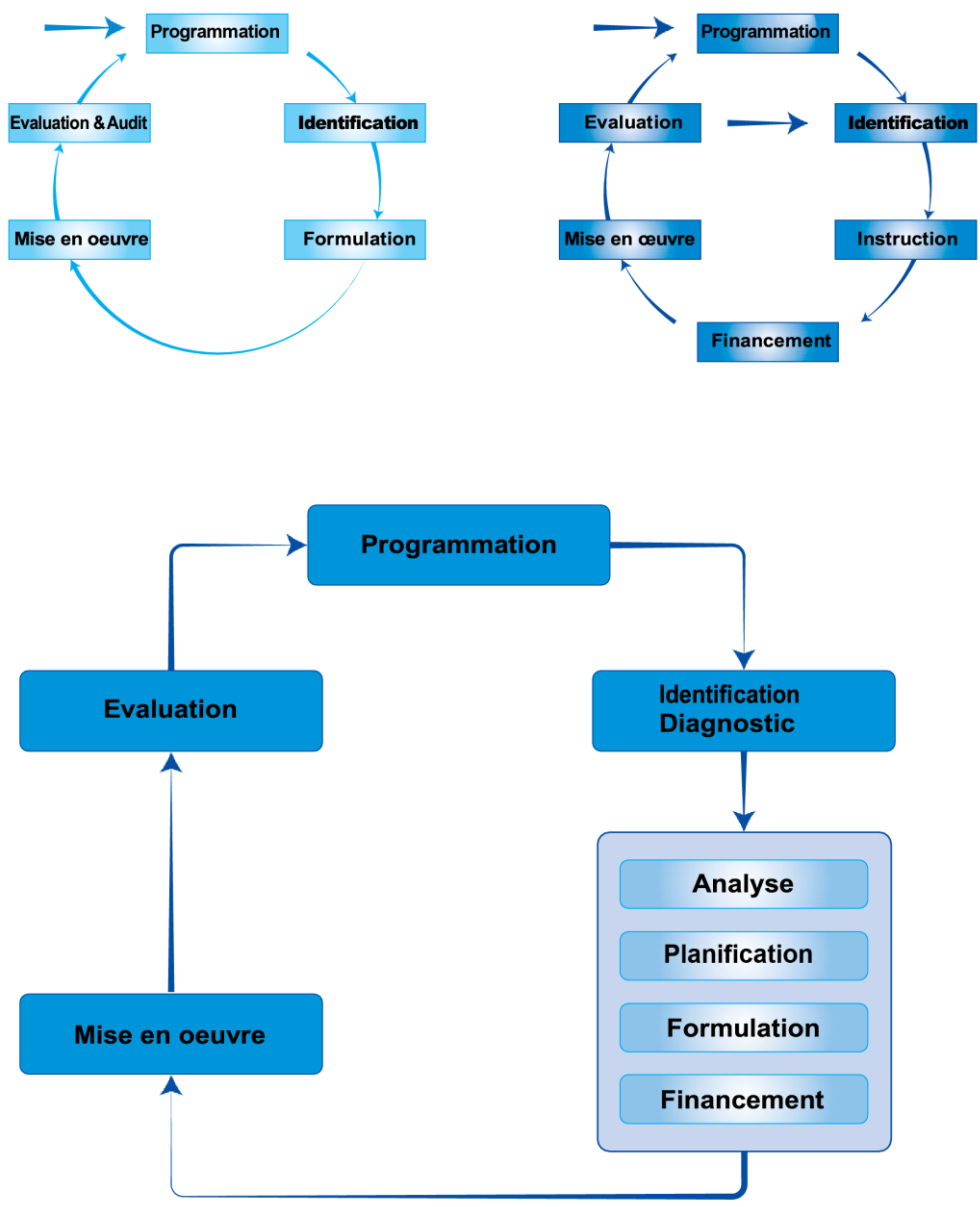 Programmation
Evaluation & Audit
Identification
Mise en oeuvre
Formulation
Programmation
Evaluation
Identification
Mise en œuvre
Instruction
Financement
Programmation
Evaluation
Identification
Diagnostic
Analyse
Planification
Formulation
Financement
Mise en oeuvre